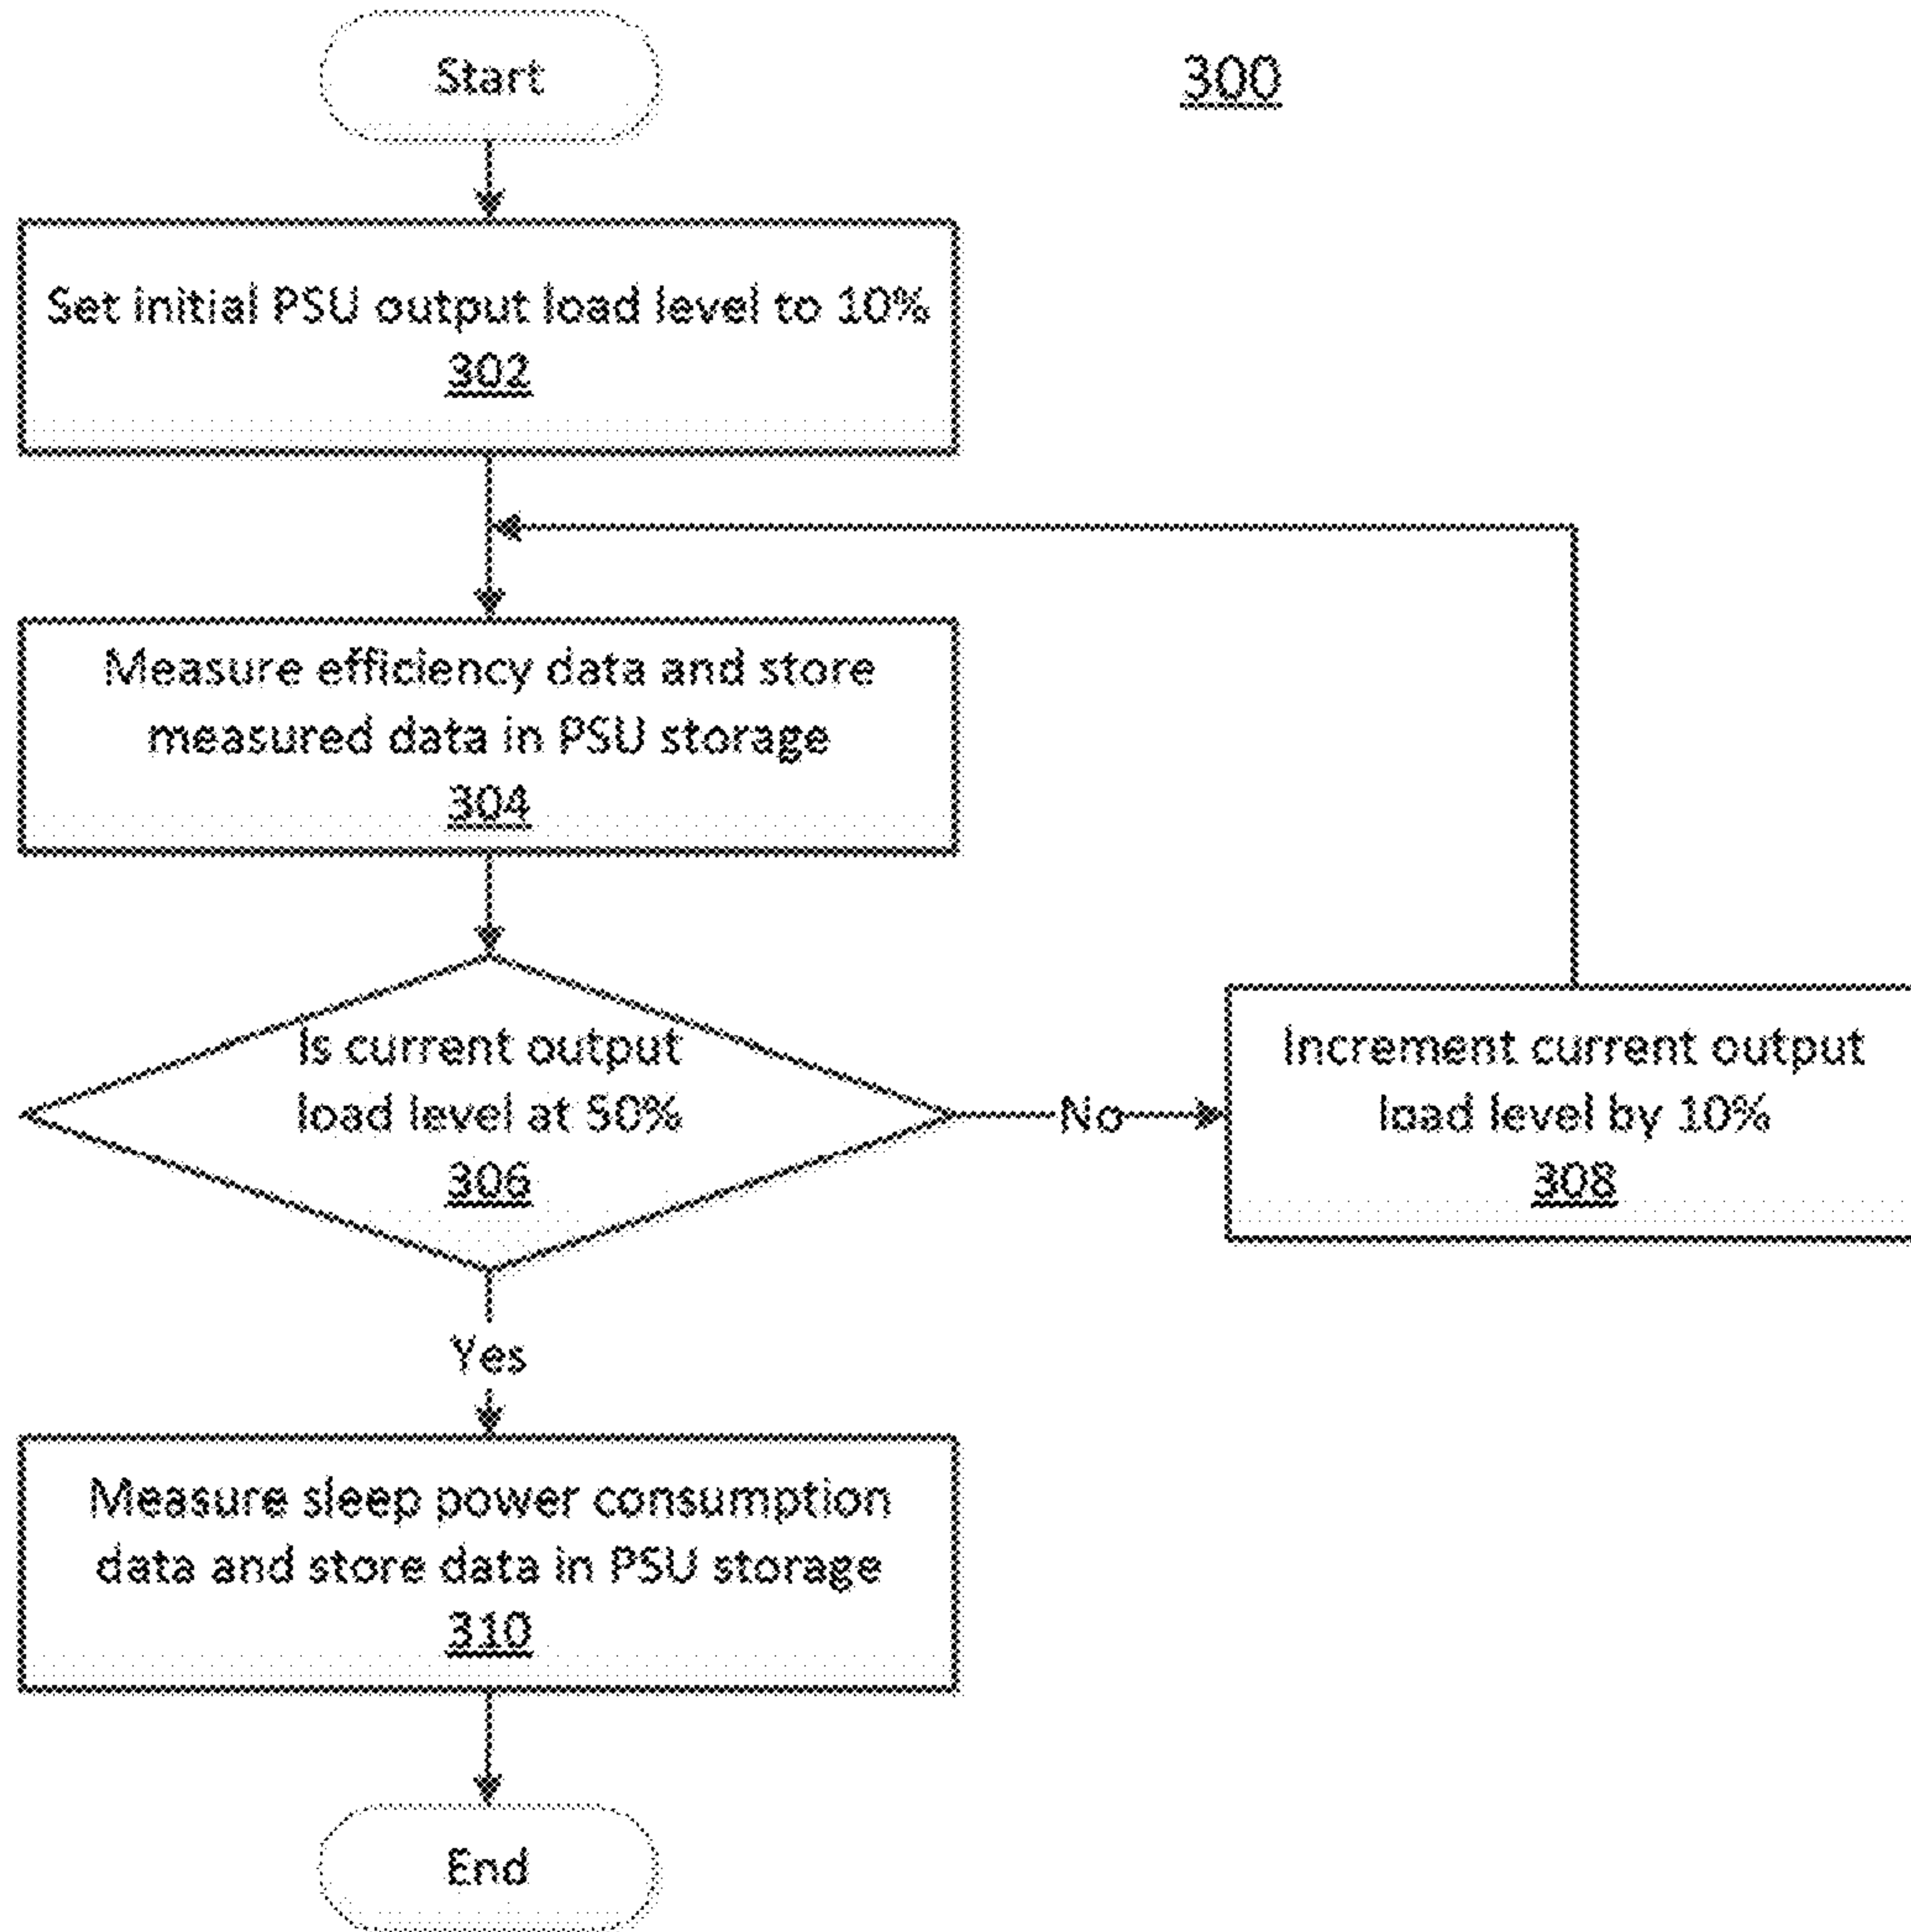 Start
300
Set initial PSU output load level to 10%
302
Measure efficiency data and store
measured data in PSU storage
304
Is current output
load level at 50%
306
No
Increment current output
load level by 10%
308
Yes
Measure sleep power consumption
data and store data in PSU storage
310
End